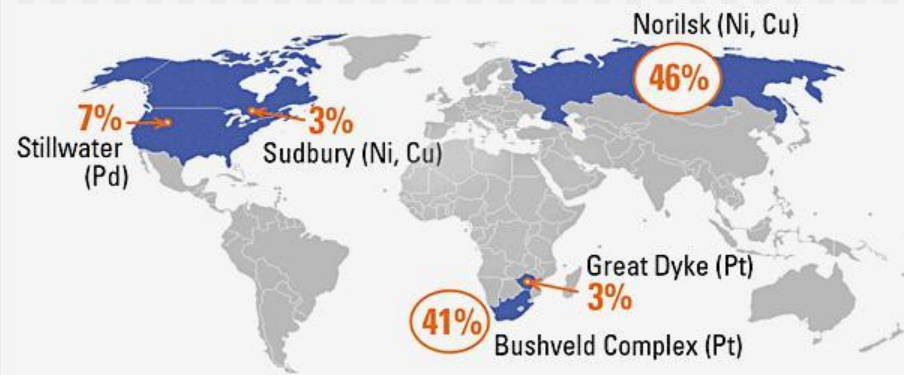 Norilsk (Ni, Cu)
46%
7%
Stillwater
(Pd)
3%
Sudbury (Ni, Cu)
Great Dyke (Pt)
3%
41%
Bushveld Complex (Pt)